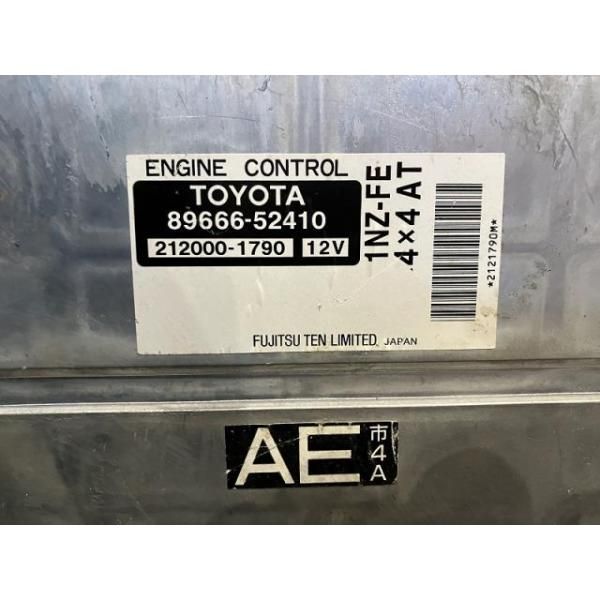 ENGINE CONTROL
TOYOTA
89666-52410
212000-1790 12V
1NZ-FE
4×4 AT
*2121790M*
FUJITSU TEN LIMITED. JAPAN
AE 市4A